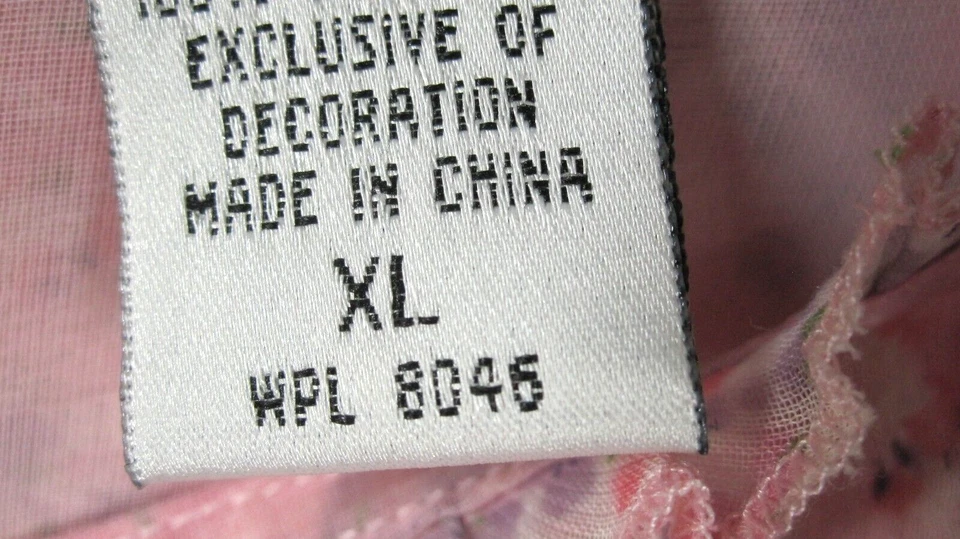 EXCLUSIVE OF
DECORATION
MADE IN CHINA
XL
WPL 8046